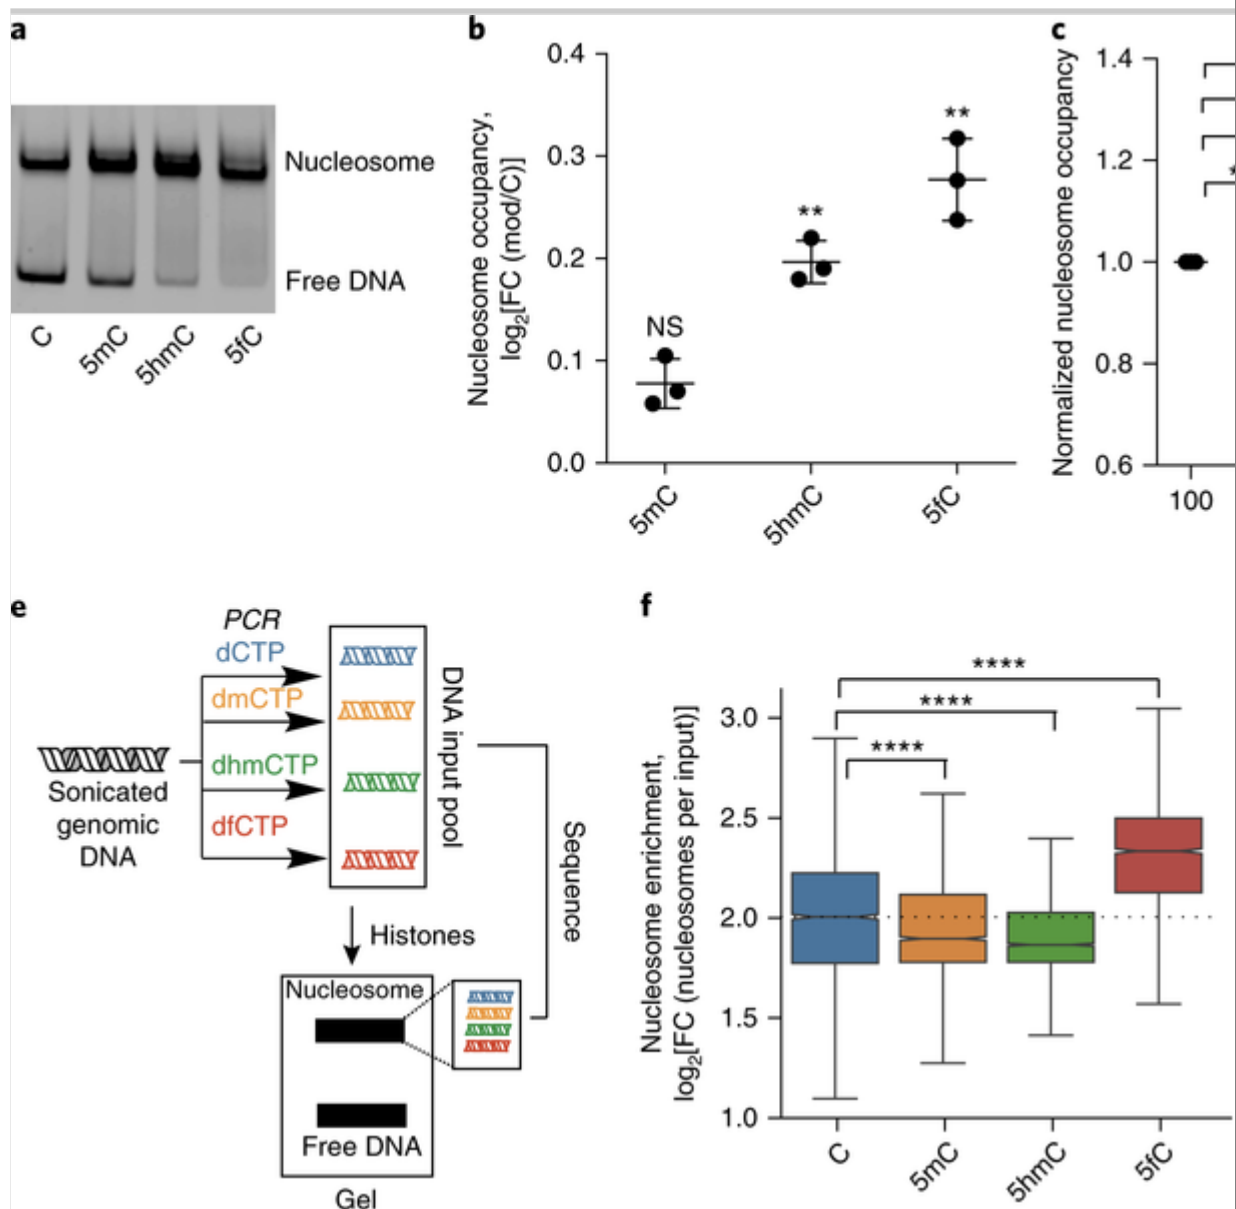 a
Nucleosome
Free DNA
C
5mC
5hmC
5fC
b
Nucleosome occupancy,
log2[FC (mod/C)]
0.4
0.3
0.2
0.1
0.0
NS
**
**
5mC
5hmC
5fC
c
Normalized nucleosome occupancy
1.4
1.2
1.0
0.8
0.6
*
100
e
PCR
dCTP
dmCTP
dhmCTP
dfCTP
Sonicated
genomic
DNA
DNA input pool
Sequence
Histones
Nucleosome
Free DNA
Gel
f
Nucleosome enrichment,
log2[FC (nucleosomes per input)]
3.0
2.5
2.0
1.5
1.0
****
****
****
C
5mC
5hmC
5fC